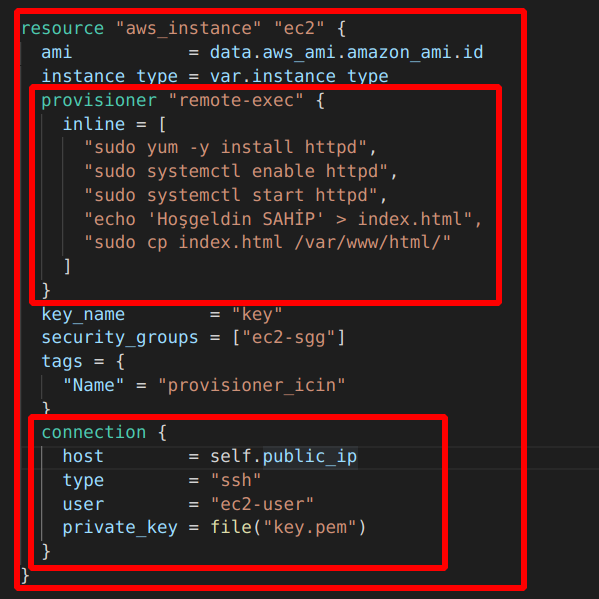 resource "aws_instance" "ec2" {
ami = data.aws_ami.amazon_ami.id
instance_type = var.instance_type
provisioner "remote-exec" {
inline = [
"sudo yum -y install httpd",
"sudo systemctl enable httpd",
"sudo systemctl start httpd",
"echo 'Hoşgeldin SAHİP' > index.html",
"sudo cp index.html /var/www/html/"
]
}
key_name = "key"
security_groups = ["ec2-sgg"]
tags = {
"Name" = "provisioner_icin"
}
connection {
host = self.public_ip
type = "ssh"
user = "ec2-user"
private_key = file("key.pem")
}
}